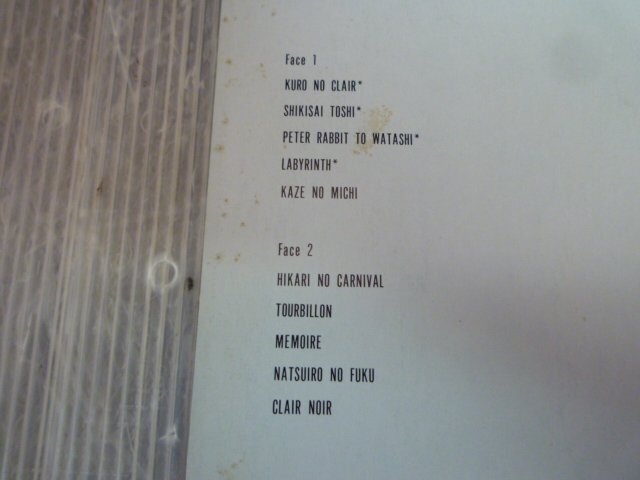 Face 1
KURO NO CLAIR*
SHIKISAI TOSHI*
PETER RABBIT TO WATASHI*
LABYRINTH*
KAZE NO MICHI
Face 2
HIKARI NO CARNIVAL
TOURBILLON
MEMOIRE
NATSUIRO NO FUKU
CLAIR NOIR